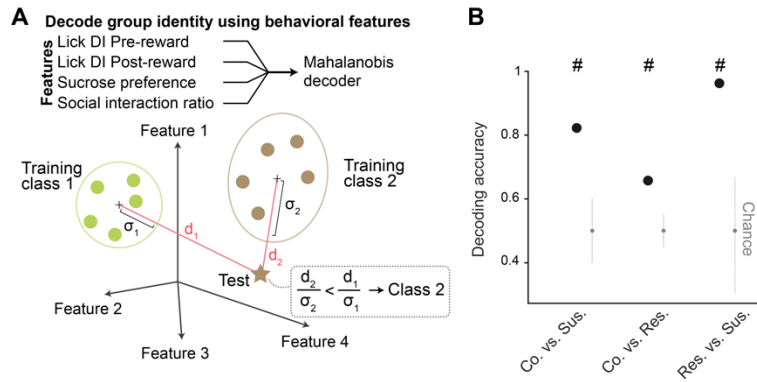 A
Decode group identity using behavioral features
Features
Lick DI Pre-reward
Lick DI Post-reward
Sucrose preference
Social interaction ratio
Mahalanobis
decoder
Feature 1
Training
class 1
Training
class 2
σ1
σ2
d1
d2
Test
d2/σ2 < d1/σ1 → Class 2
Feature 2
Feature 3
Feature 4
B
# # #
Decoding accuracy
1
0.8
0.6
0.4
Chance
Co. vs. Sus.
Co. vs. Res.
Res. vs. Sus.